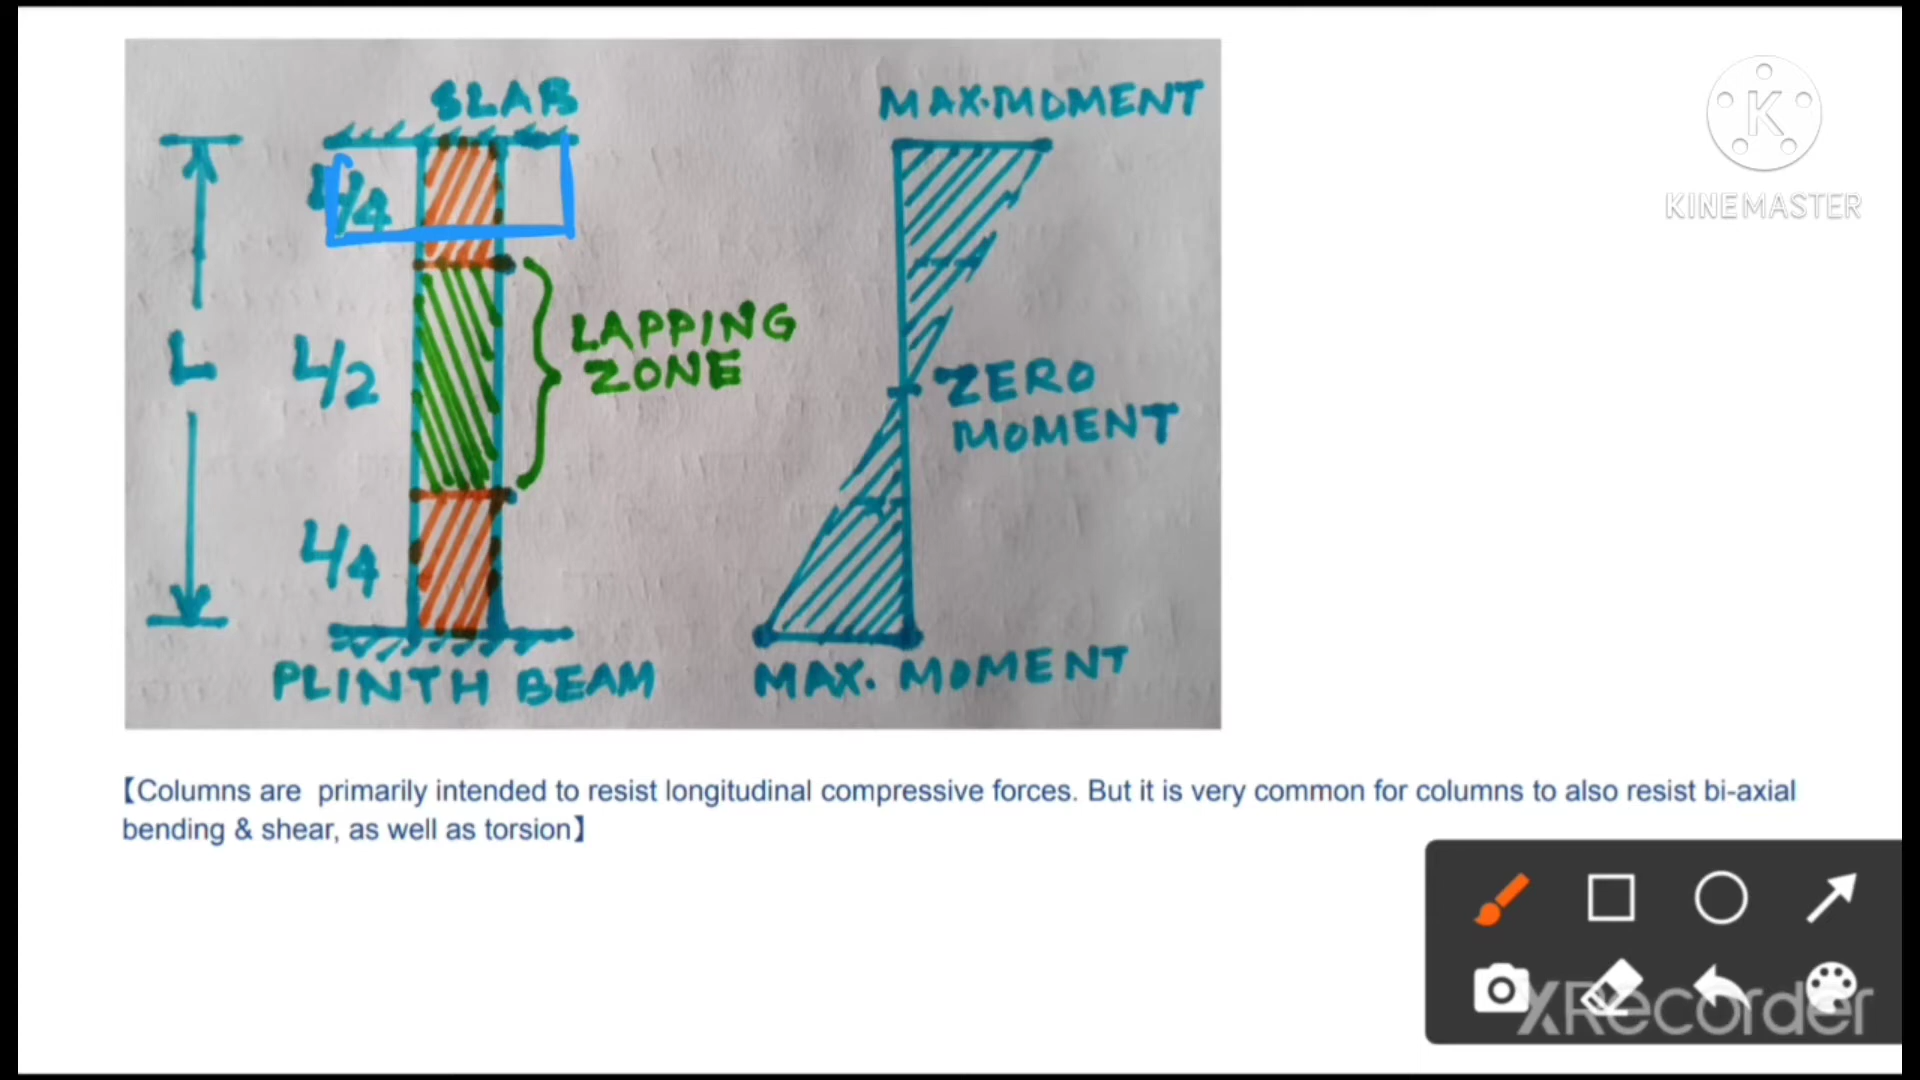 SLAB
MAX.MOMENT
L/4
L
L/2
LAPPING
ZONE
ZERO
MOMENT
L/4
PLINTH BEAM
MAX. MOMENT
K
KINEMASTER
【Columns are primarily intended to resist longitudinal compressive forces. But it is very common for columns to also resist bi-axial
bending & shear, as well as torsion】
XRecorder